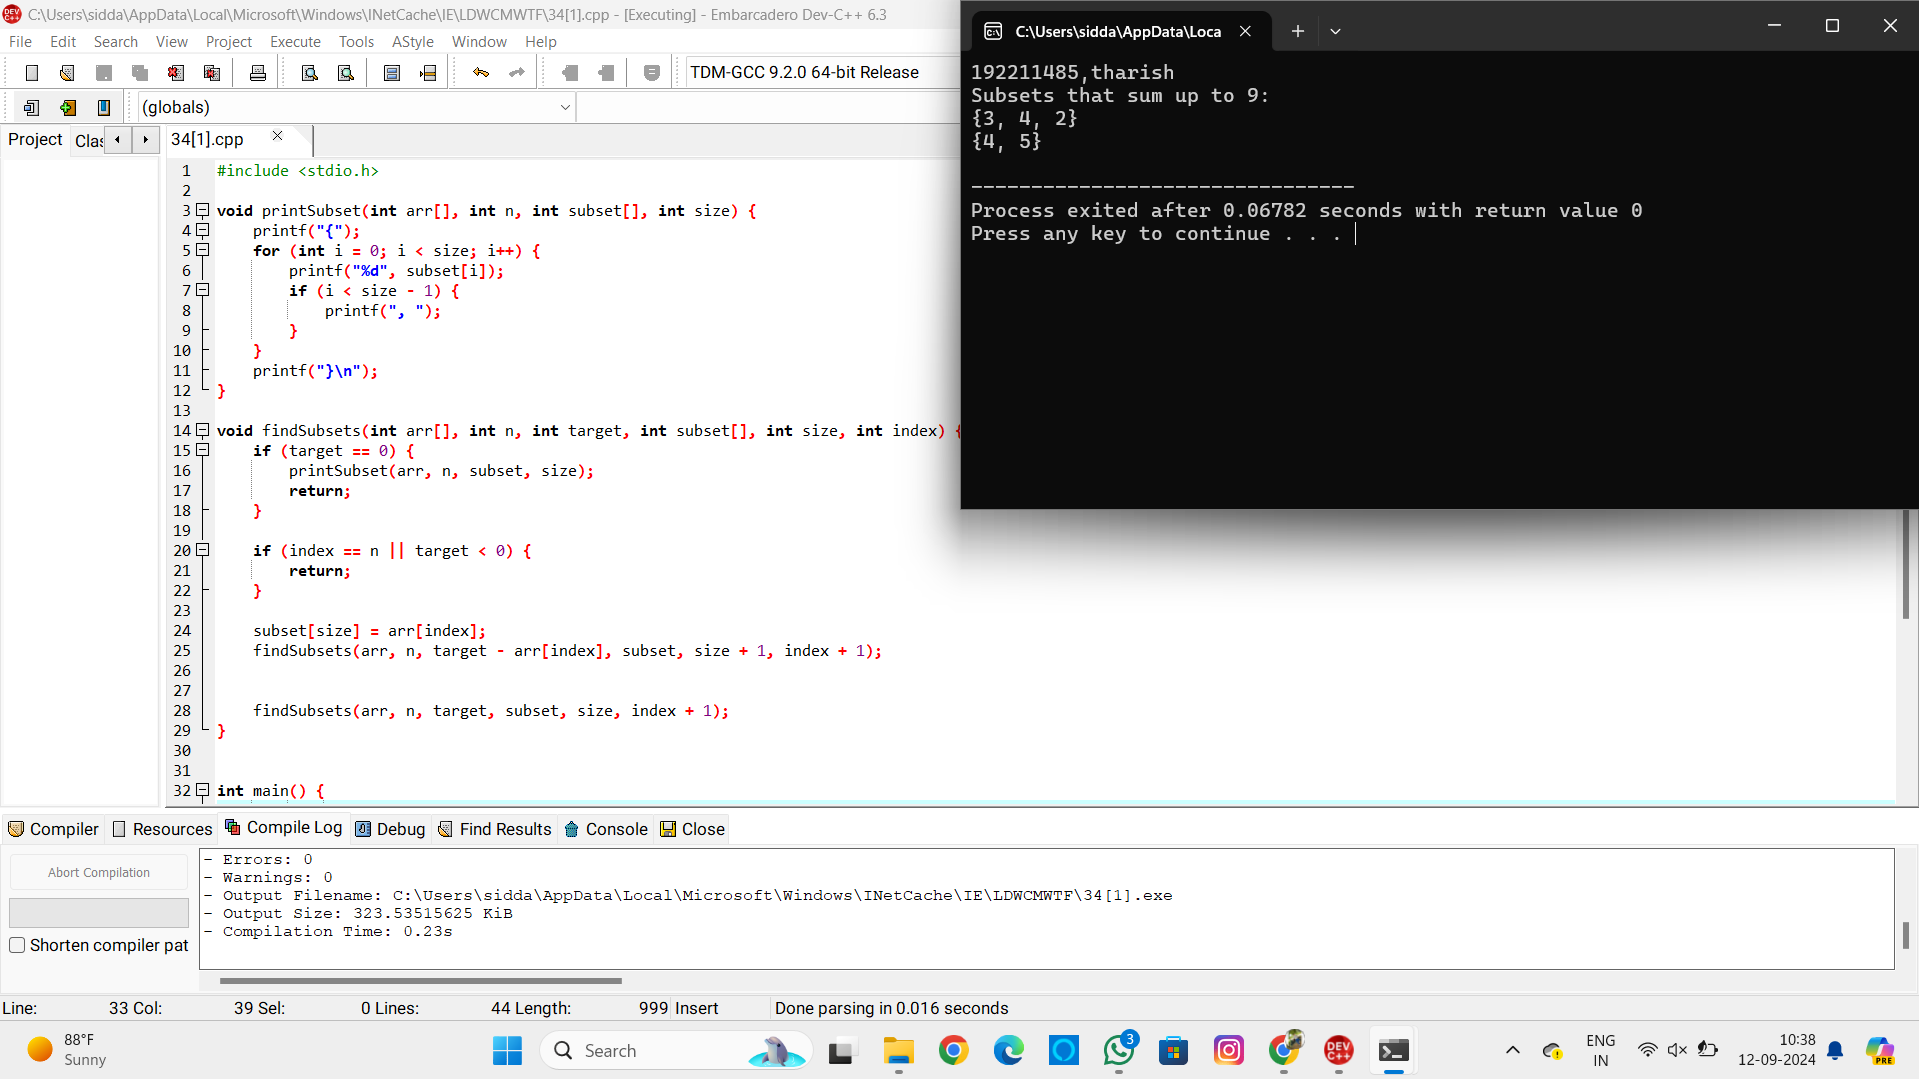 C:\Users\sidda\AppData\Local\Microsoft\Windows\INetCache\IE\LDWCMWTF\34[1].cpp - [Executing] - Embarcadero Dev-C++ 6.3
File Edit Search View Project Execute Tools AStyle Window Help
TDM-GCC 9.2.0 64-bit Release
(globals)
Project Clas
34[1].cpp
1 #include <stdio.h>
2
3 void printSubset(int arr[], int n, int subset[], int size) {
4 printf("{");
5 for (int i = 0; i < size; i++) {
6 printf("%d", subset[i]);
7 if (i < size - 1) {
8 printf(", ");
9 }
10 }
11 printf("}\n");
12 }
13
14 void findSubsets(int arr[], int n, int target, int subset[], int size, int index) {
15 if (target == 0) {
16 printSubset(arr, n, subset, size);
17 return;
18 }
19
20 if (index == n || target < 0) {
21 return;
22 }
23
24 subset[size] = arr[index];
25 findSubsets(arr, n, target - arr[index], subset, size + 1, index + 1);
26
27
28 findSubsets(arr, n, target, subset, size, index + 1);
29 }
30
31
32 int main() {
C:\Users\sidda\AppData\Loca
192211485,tharish
Subsets that sum up to 9:
{3, 4, 2}
{4, 5}
--------------------------------
Process exited after 0.06782 seconds with return value 0
Press any key to continue . . .
Compiler Resources Compile Log Debug Find Results Console Close
Abort Compilation
Shorten compiler pat
- Errors: 0
- Warnings: 0
- Output Filename: C:\Users\sidda\AppData\Local\Microsoft\Windows\INetCache\IE\LDWCMWTF\34[1].exe
- Output Size: 323.53515625 KiB
- Compilation Time: 0.23s
Line: 33 Col: 39 Sel: 0 Lines: 44 Length: 999 Insert Done parsing in 0.016 seconds
88°F
Sunny
Search
3
DEV C++
ENG
IN
10:38
12-09-2024
PRE